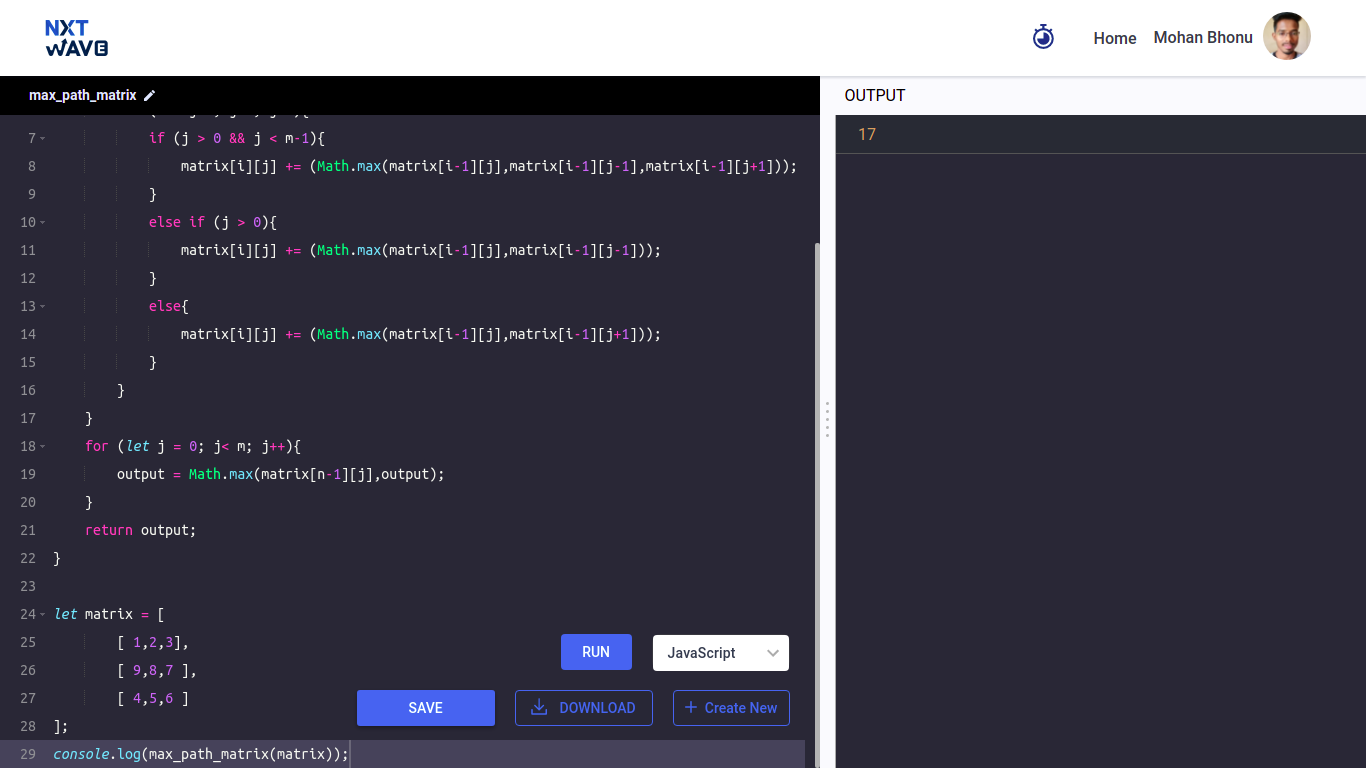 NXT
WAVE
Home
Mohan Bhonu
max_path_matrix
OUTPUT
17
7 if (j > 0 && j < m-1){
8 matrix[i][j] += (Math.max(matrix[i-1][j],matrix[i-1][j-1],matrix[i-1][j+1]));
9 }
10 else if (j > 0){
11 matrix[i][j] += (Math.max(matrix[i-1][j],matrix[i-1][j-1]));
12 }
13 else{
14 matrix[i][j] += (Math.max(matrix[i-1][j],matrix[i-1][j+1]));
15 }
16 }
17 }
18 for (let j = 0; j< m; j++){
19 output = Math.max(matrix[n-1][j],output);
20 }
21 return output;
22 }
23
24 let matrix = [
25 [ 1,2,3],
26 [ 9,8,7 ],
27 [ 4,5,6 ]
28 ];
29 console.log(max_path_matrix(matrix));
RUN
JavaScript
SAVE
DOWNLOAD
+ Create New